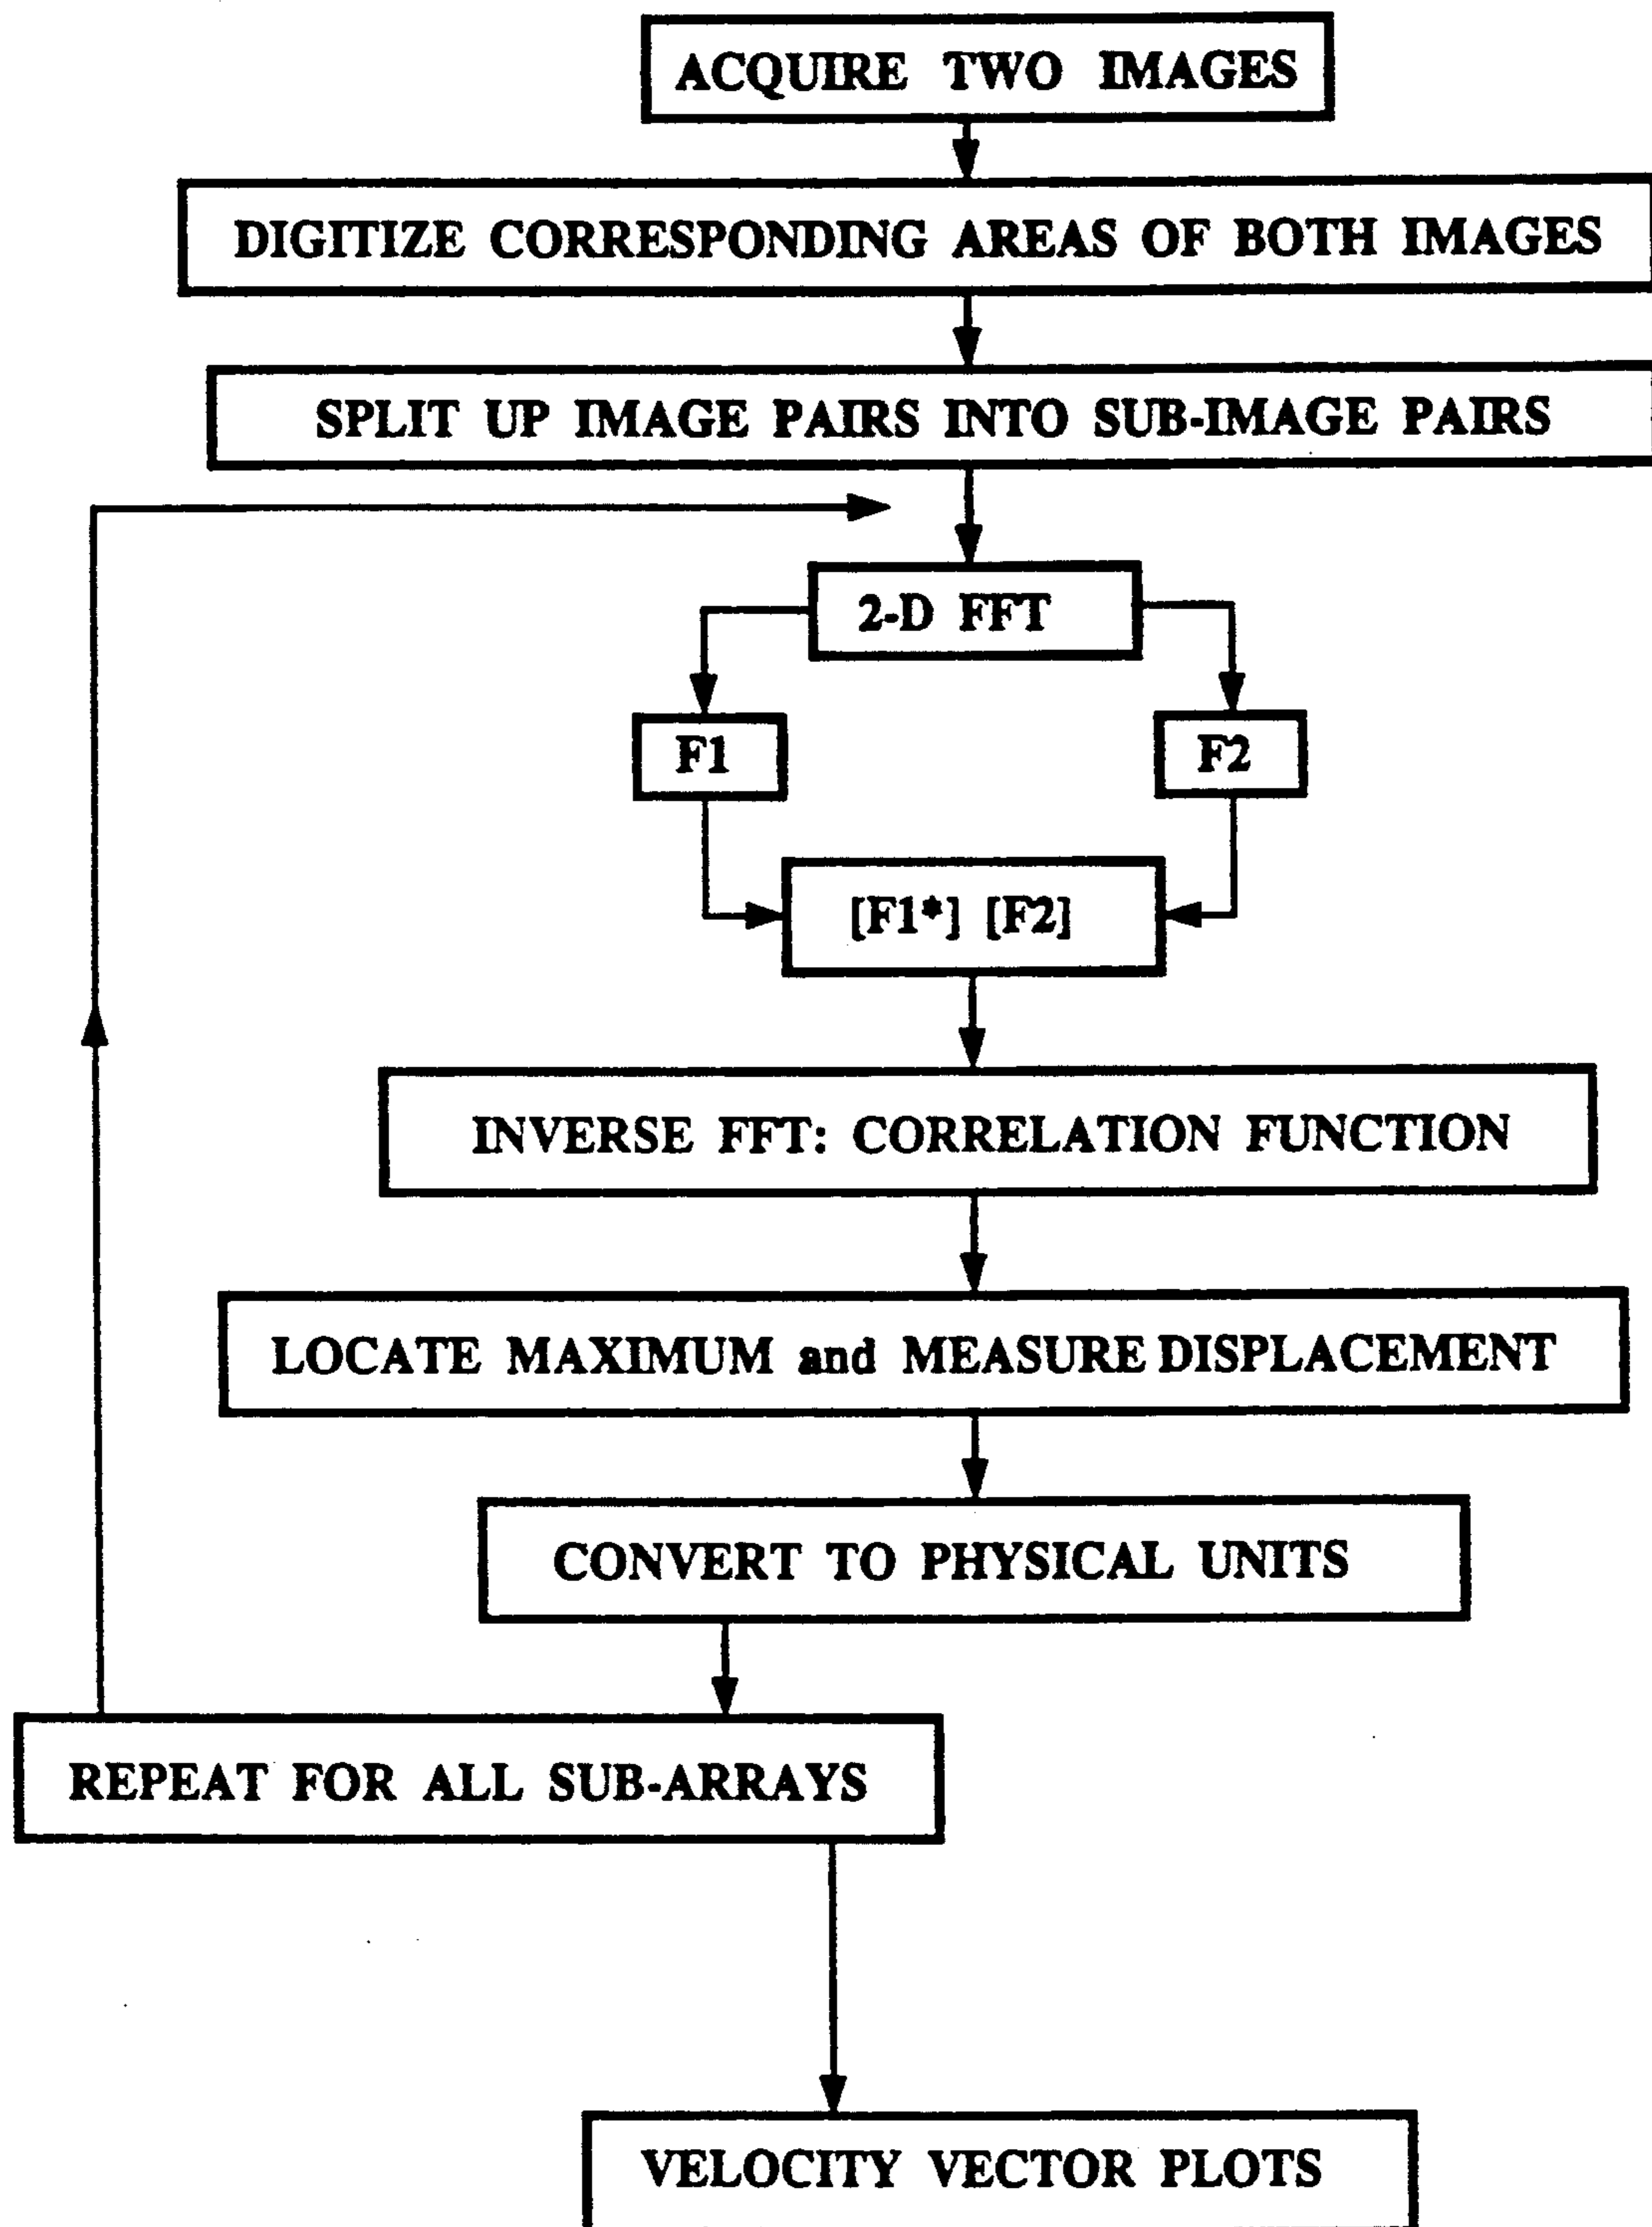 ACQUIRE TWO IMAGES
DIGITIZE CORRESPONDING AREAS OF BOTH IMAGES
SPLIT UP IMAGE PAIRS INTO SUB-IMAGE PAIRS
2-D FFT
F1
F2
[F1*] [F2]
INVERSE FFT: CORRELATION FUNCTION
LOCATE MAXIMUM and MEASURE DISPLACEMENT
CONVERT TO PHYSICAL UNITS
REPEAT FOR ALL SUB-ARRAYS
VELOCITY VECTOR PLOTS